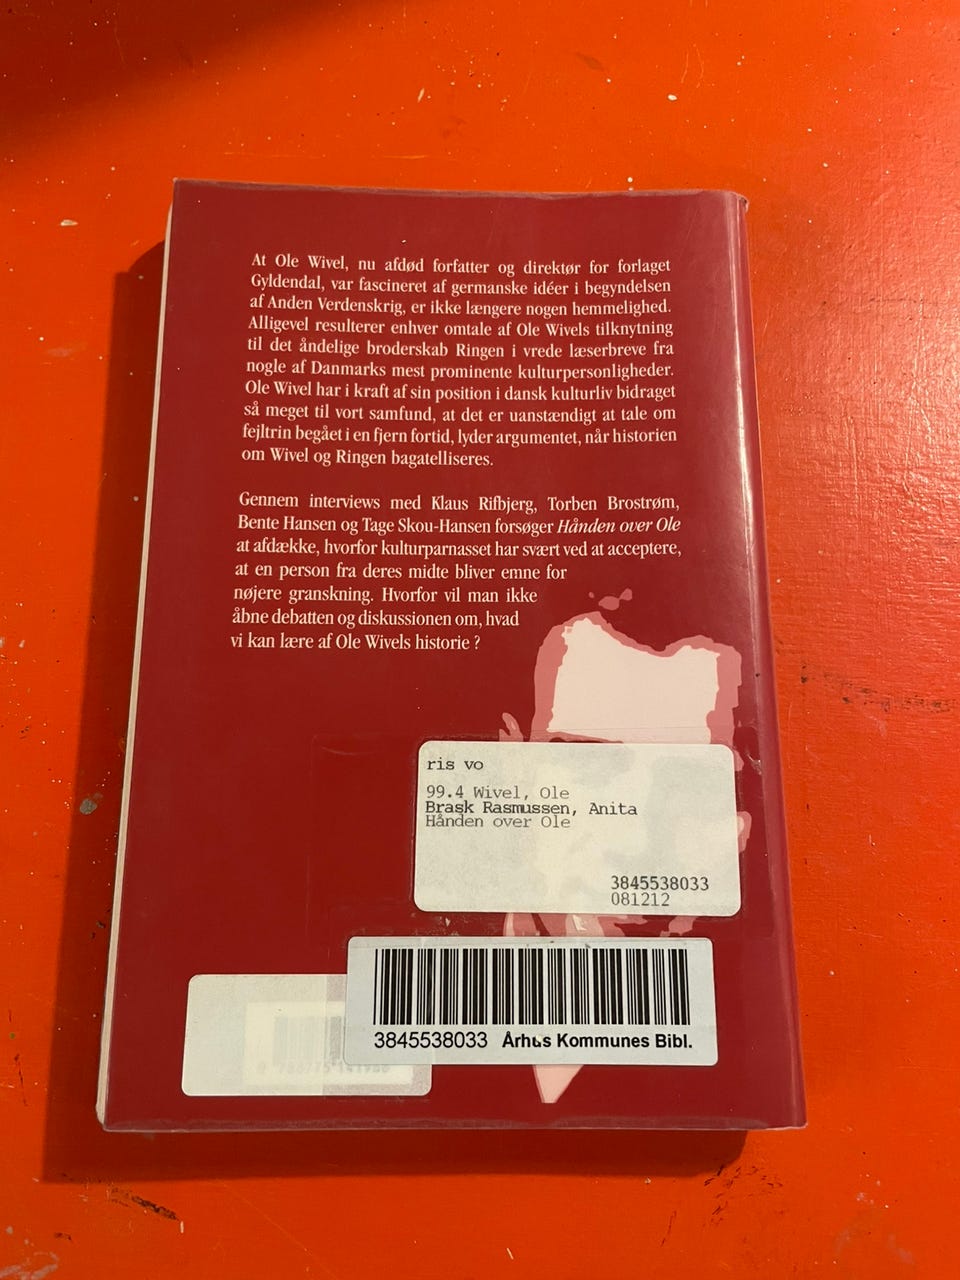 At Ole Wivel, nu afdød forfatter og direktør for forlaget
Gyldendal, var fascineret af germanske idéer i begyndelsen
af Anden Verdenskrig, er ikke længere nogen hemmelighed.
Alligevel resulterer enhver omtale af Ole Wivels tilknytning
til det åndelige broderskab Ringen i vrede læserbreve fra
nogle af Danmarks mest prominente kulturpersonligheder.
Ole Wivel har i kraft af sin position i dansk kulturliv bidraget
så meget til vort samfund, at det er uanstændigt at tale om
fejltrin begået i en fjern fortid, lyder argumentet, når historien
om Wivel og Ringen bagatelliseres.
Gennem interviews med Klaus Rifbjerg, Torben Brostrøm,
Bente Hansen og Tage Skou-Hansen forsøger Hånden over Ole
at afdække, hvorfor kulturparnasset har svært ved at acceptere,
at en person fra deres midte bliver emne for
nøjere granskning. Hvorfor vil man ikke
åbne debatten og diskussionen om, hvad
vi kan lære af Ole Wivels historie ?
ris vo
99.4 Wivel, Ole
Brask Rasmussen, Anita
Hånden over Ole
3845538033
081212
3845538033 Århus Kommunes Bibl.